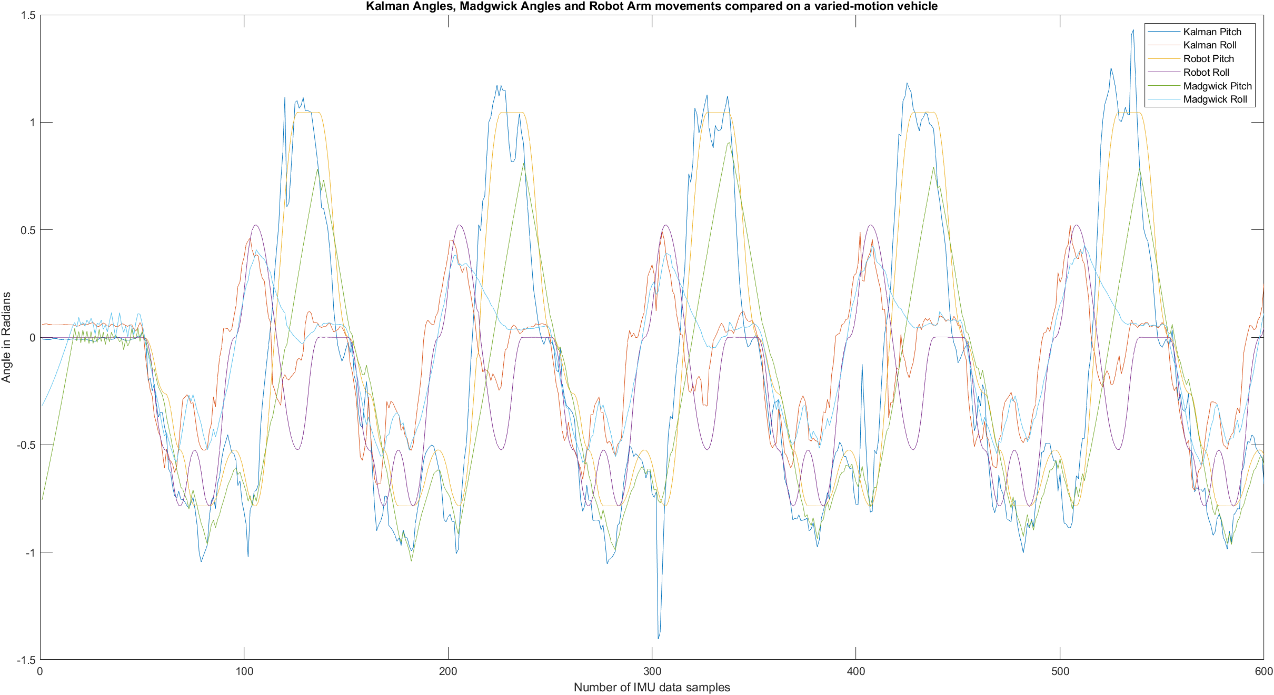 Kalman Angles, Madgwick Angles and Robot Arm movements compared on a varied-motion vehicle
1.5
1
0.5
0
-0.5
-1
-1.5
Angle in Radians
Kalman Pitch
Kalman Roll
Robot Pitch
Robot Roll
Madgwick Pitch
Madgwick Roll
0
100
200
300
400
500
600
Number of IMU data samples